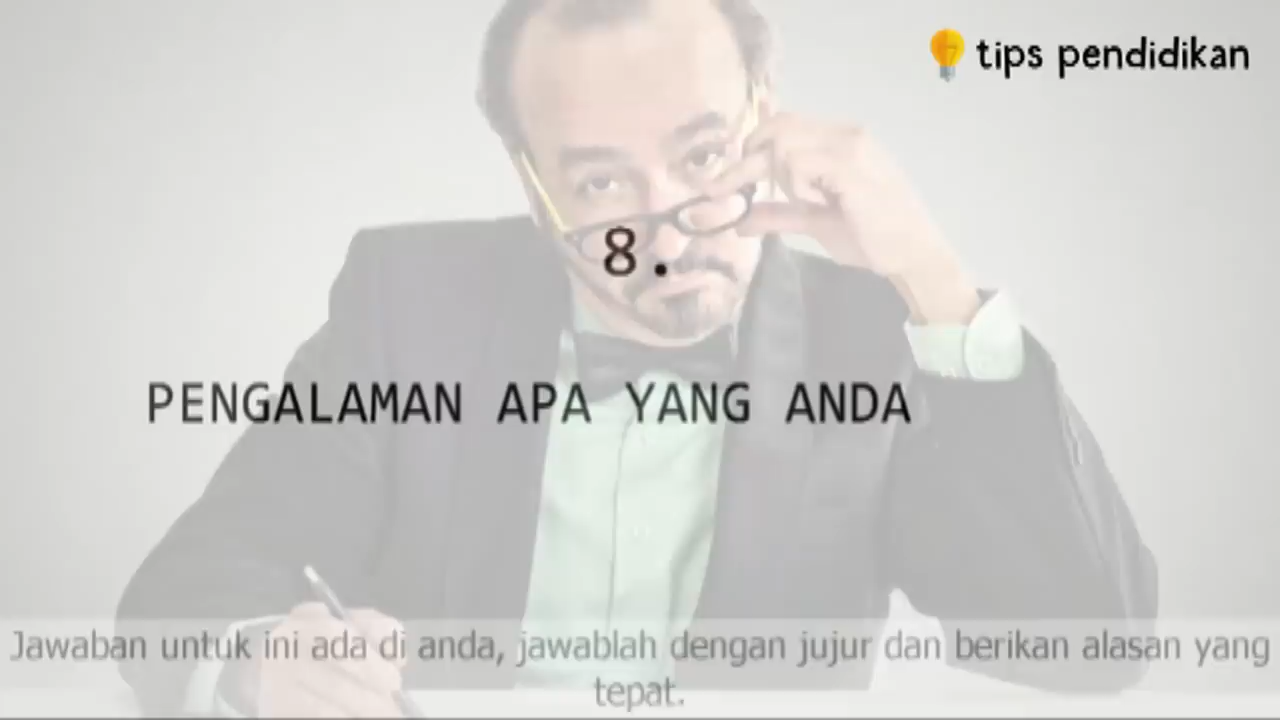 tips pendidikan
8.
PENGALAMAN APA YANG ANDA
Jawaban untuk ini ada di anda, jawablah dengan jujur dan berikan alasan yang
tepat.